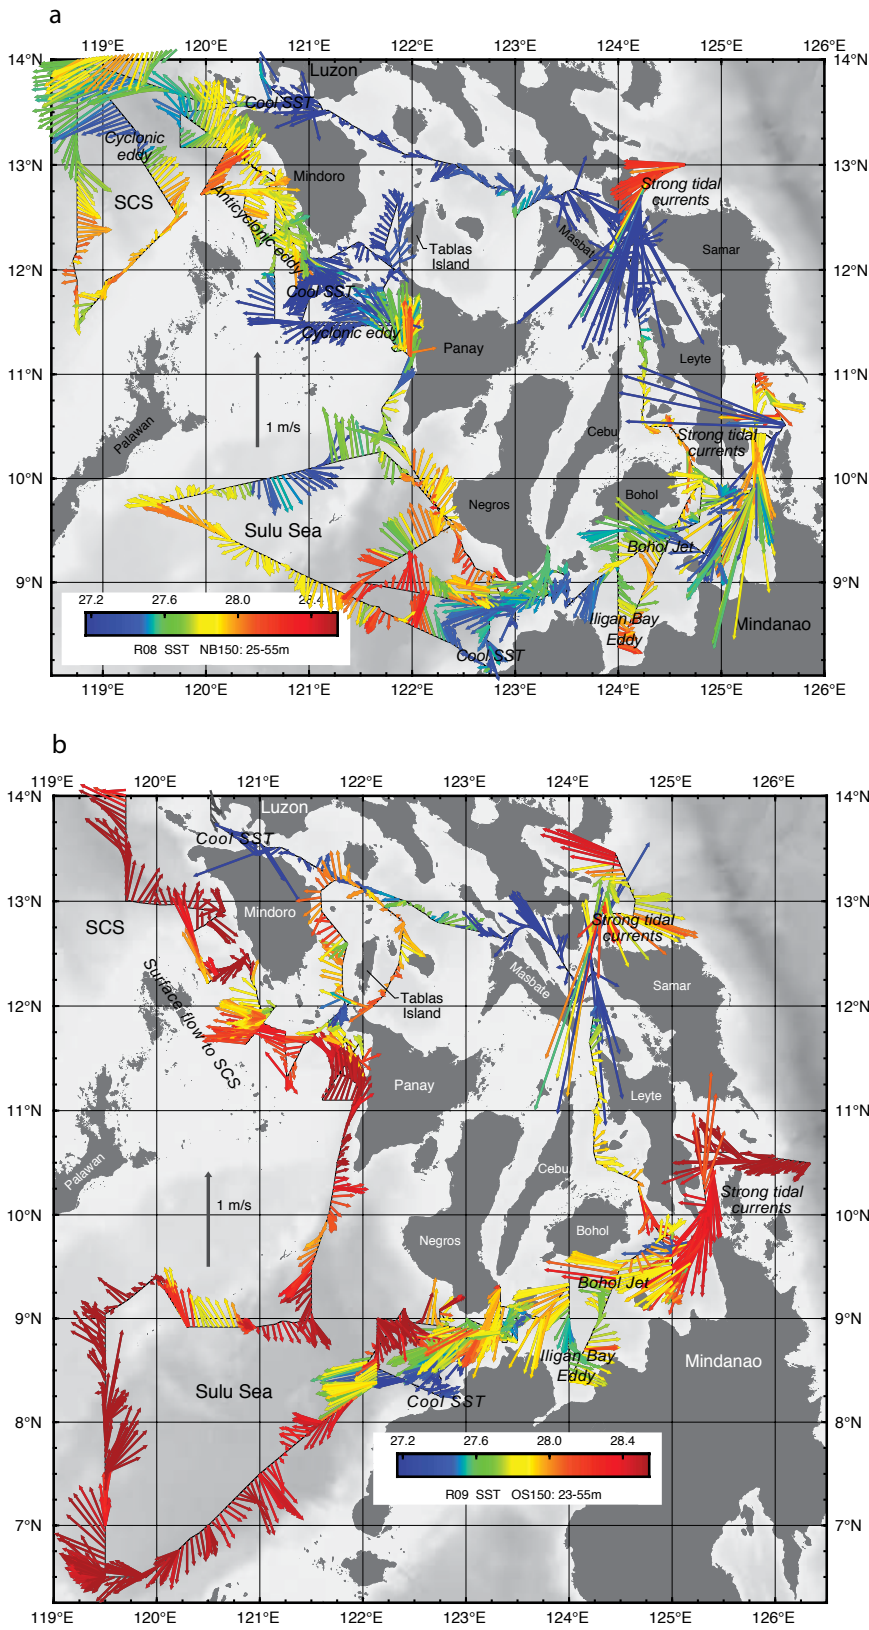 a
119°E 120°E 121°E 122°E 123°E 124°E 125°E 126°E
14°N 14°N
Luzon
Cool SST
Cyclonic
eddy
13°N 13°N
Mindoro
Strong tidal
currents
SCS
Anticyclonic eddy
Tablas
Island
Masbat
Samar
12°N 12°N
Cool SST
Cyclonic eddy
Panay
Leyte
11°N 11°N
1 m/s
Palawan
Cebu
Strong tidal
currents
10°N 10°N
Negros
Bohol
Sulu Sea
Bohol Jet
9°N 9°N
27.2 27.6 28.0 28.4
R08 SST NB150: 25-55m
Iligan Bay
Eddy
Mindanao
Cool SST
119°E 120°E 121°E 122°E 123°E 124°E 125°E 126°E
b
119°E 120°E 121°E 122°E 123°E 124°E 125°E 126°E
14°N 14°N
Luzon
Cool SST
13°N 13°N
SCS
Mindoro
Strong tidal
currents
Surface flow to SCS
Masbate
Samar
12°N 12°N
Tablas
Island
Panay
Leyte
11°N 11°N
Palawan
Cebu
1 m/s
Strong tidal
currents
10°N 10°N
Negros
Bohol
Bohol Jet
9°N 9°N
Iligan Bay
Eddy
Mindanao
Sulu Sea
Cool SST
8°N 8°N
27.2 27.6 28.0 28.4
R09 SST OS150: 23-55m
7°N 7°N
119°E 120°E 121°E 122°E 123°E 124°E 125°E 126°E